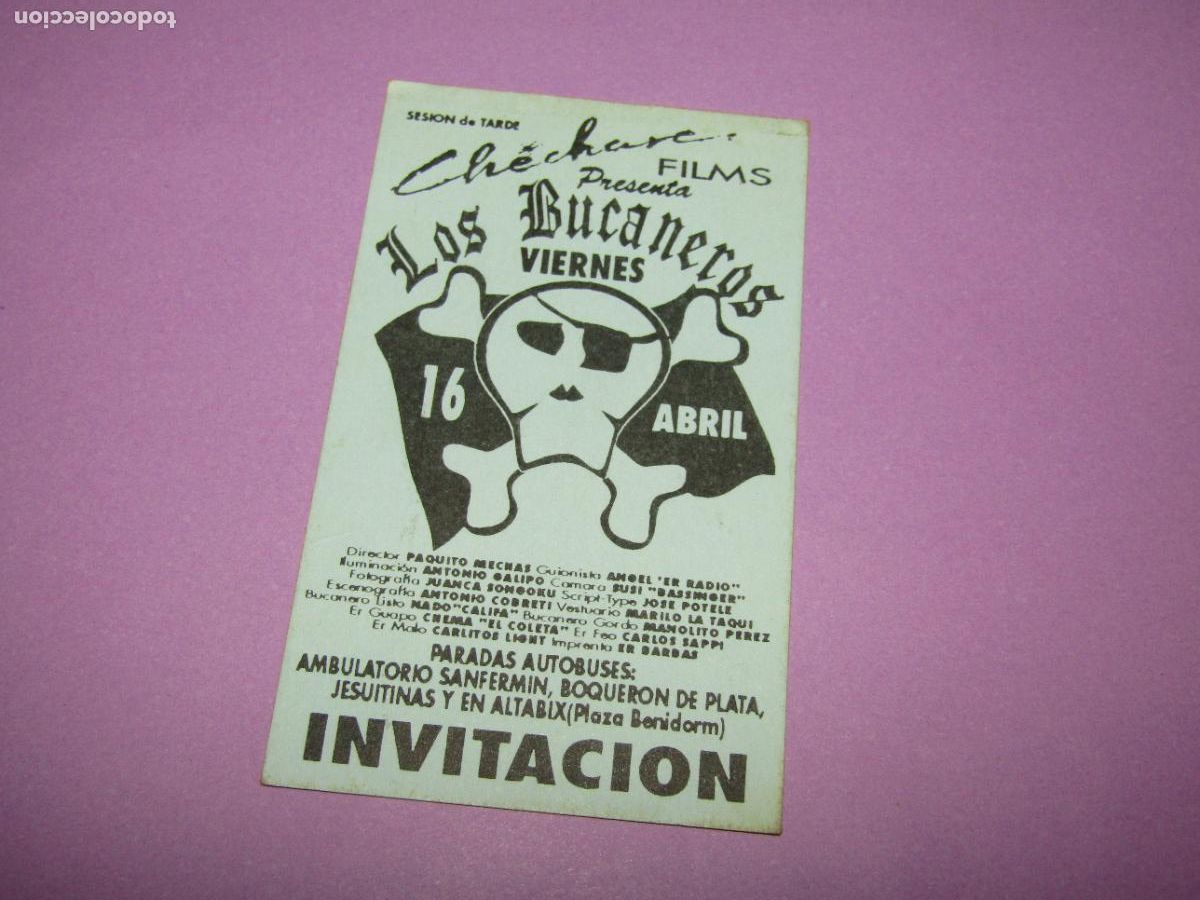 todocoleccion
SESION de TARDE
Chêchare
FILMS
Presenta
Los Bucaneros
VIERNES
16
ABRIL
Director PAQUITO MECHAS Guionista ANGEL "ER RADIO"
Iluminación ANTONIO GALIPO Camara SUSI "BASSINGER"
Fotografia JUANCA SONGOKU Script-Type JOSE POTELE
Escenografia ANTONIO COBRETI Vestuario MARILO LA TAQUI
Bucanero Listo NADO "CALIFA" Bucanero Gordo MANOLITO PEREZ
Er Guapo CHEMA "EL COLETA" Er Feo CARLOS SAPPI
Er Malo CARLITOS LIGHT Imprenta ER BARBAS
PARADAS AUTOBUSES:
AMBULATORIO SANFERMIN, BOQUERON DE PLATA,
JESUITINAS Y EN ALTABIX(Plaza Benidorm)
INVITACION